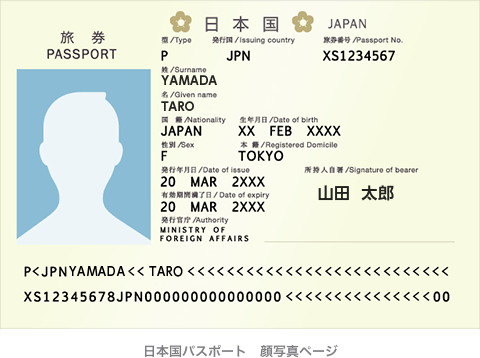 日本国 JAPAN
旅券
PASSPORT
型/Type 発行国/Issuing country 旅券番号/Passport No.
P JPN XS1234567
姓/Surname
YAMADA
名/Given name
TARO
国籍/Nationality 生年月日/Date of birth
JAPAN XX FEB XXXX
性別/Sex 本籍/Registered Domicile
F TOKYO
発行年月日/Date of issue 所持人自署/Signature of bearer
20 MAR 2XXX 山田 太郎
有効期間満了日/Date of expiry
20 MAR 2XXX
発行官庁/Authority
MINISTRY OF
FOREIGN AFFAIRS
P<JPNYAMADA<< TARO <<<<<<<<<<<<<<<<<<<<<<<<<<<
XS12345678JPN000000000000000 <<<<<<<<<<<<<<<00
日本国パスポート 顔写真ページ